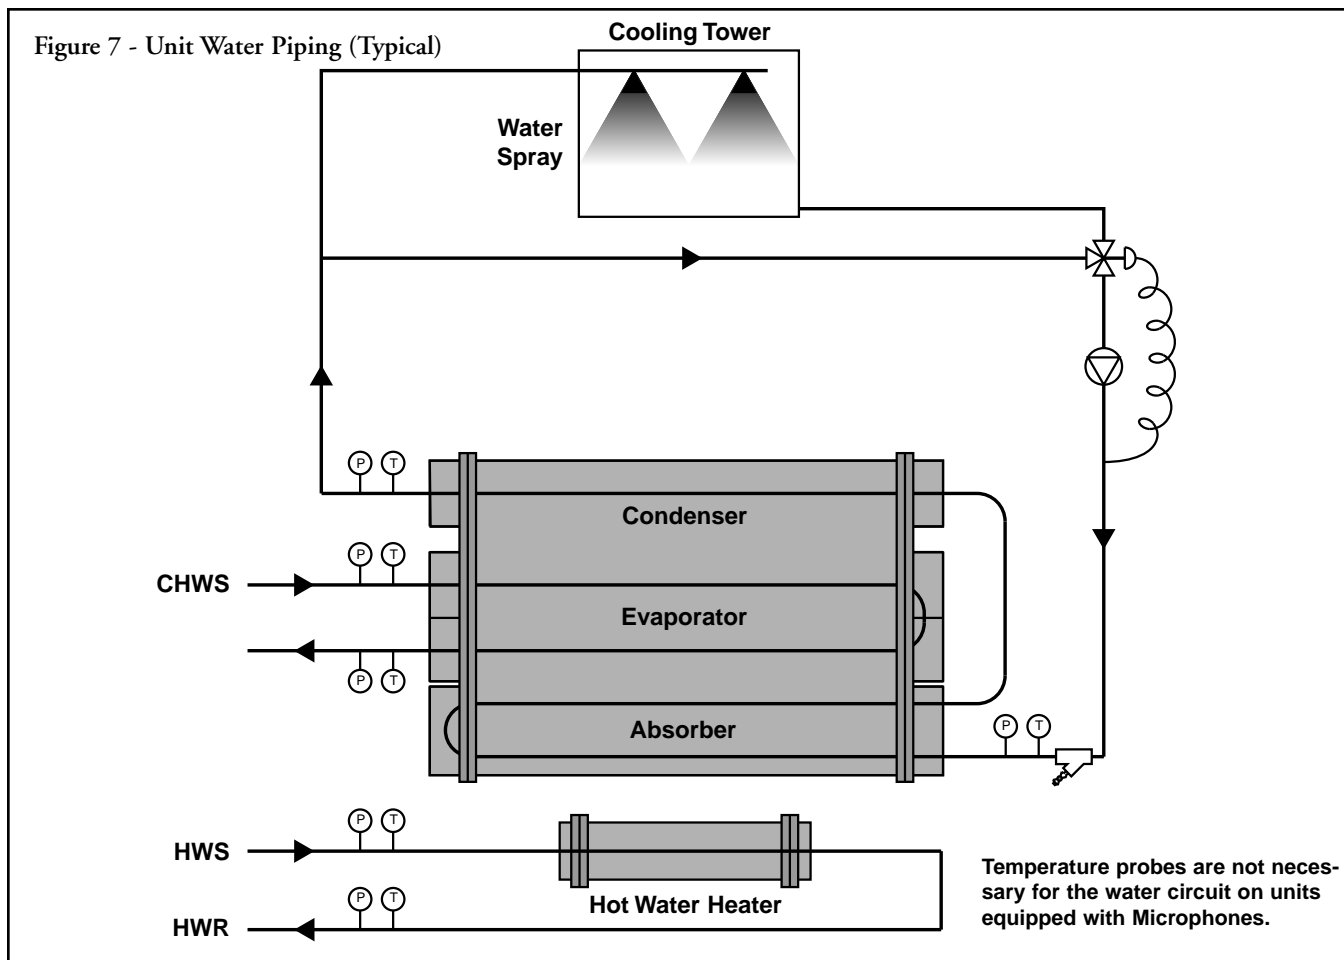 Figure 7 - Unit Water Piping (Typical)
Cooling Tower
Water
Spray
P T
Condenser
P T
CHWS
Evaporator
P T
Absorber
P T
P T
HWS
Hot Water Heater
P T
HWR
Temperature probes are not neces-
sary for the water circuit on units
equipped with Microphones.